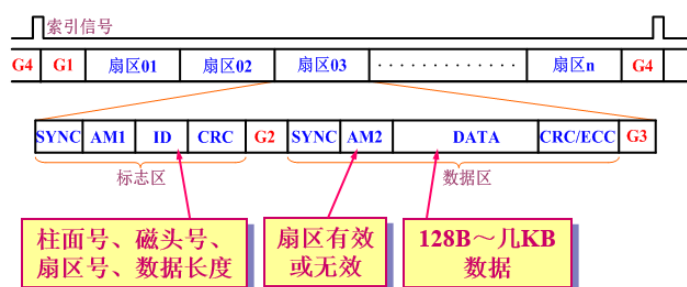 索引信号
G4 G1 扇区01 扇区02 扇区03 ············· 扇区n G4
SYNC AM1 ID CRC G2 SYNC AM2 DATA CRC/ECC G3
标志区 数据区
柱面号、磁头号、
扇区号、数据长度
扇区有效
或无效
128B～几KB
数据